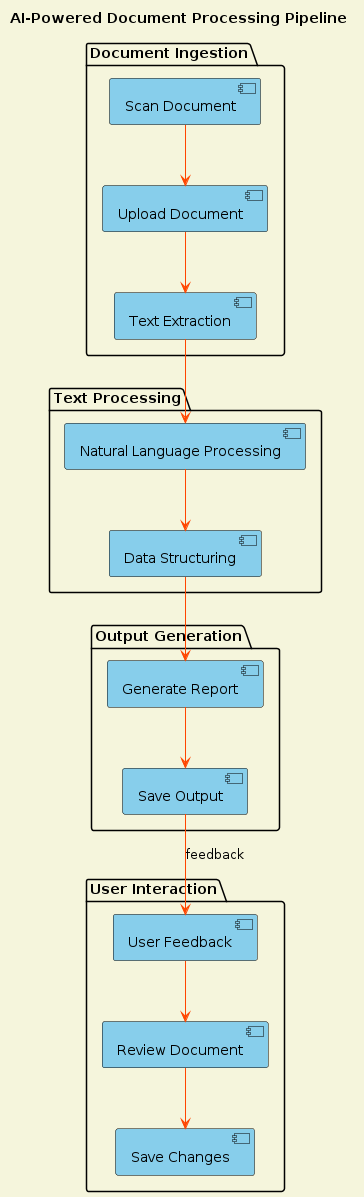 AI-Powered Document Processing Pipeline
Document Ingestion
Scan Document
Upload Document
Text Extraction
Text Processing
Natural Language Processing
Data Structuring
Output Generation
Generate Report
Save Output
feedback
User Interaction
User Feedback
Review Document
Save Changes